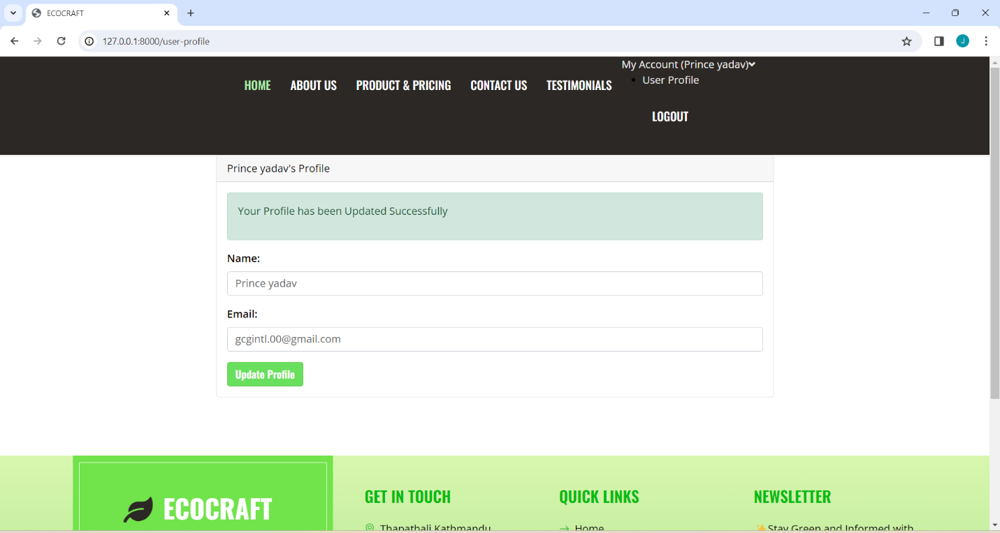 ECOCRAFT
127.0.0.1:8000/user-profile
J
My Account (Prince yadav)
HOME ABOUT US PRODUCT & PRICING CONTACT US TESTIMONIALS
User Profile
LOGOUT
Prince yadav's Profile
Your Profile has been Updated Successfully
Name:
Prince yadav
Email:
gcgintl.00@gmail.com
Update Profile
ECOCRAFT
GET IN TOUCH
Thapathali Kathmandu
QUICK LINKS
Home
NEWSLETTER
Stay Green and Informed with